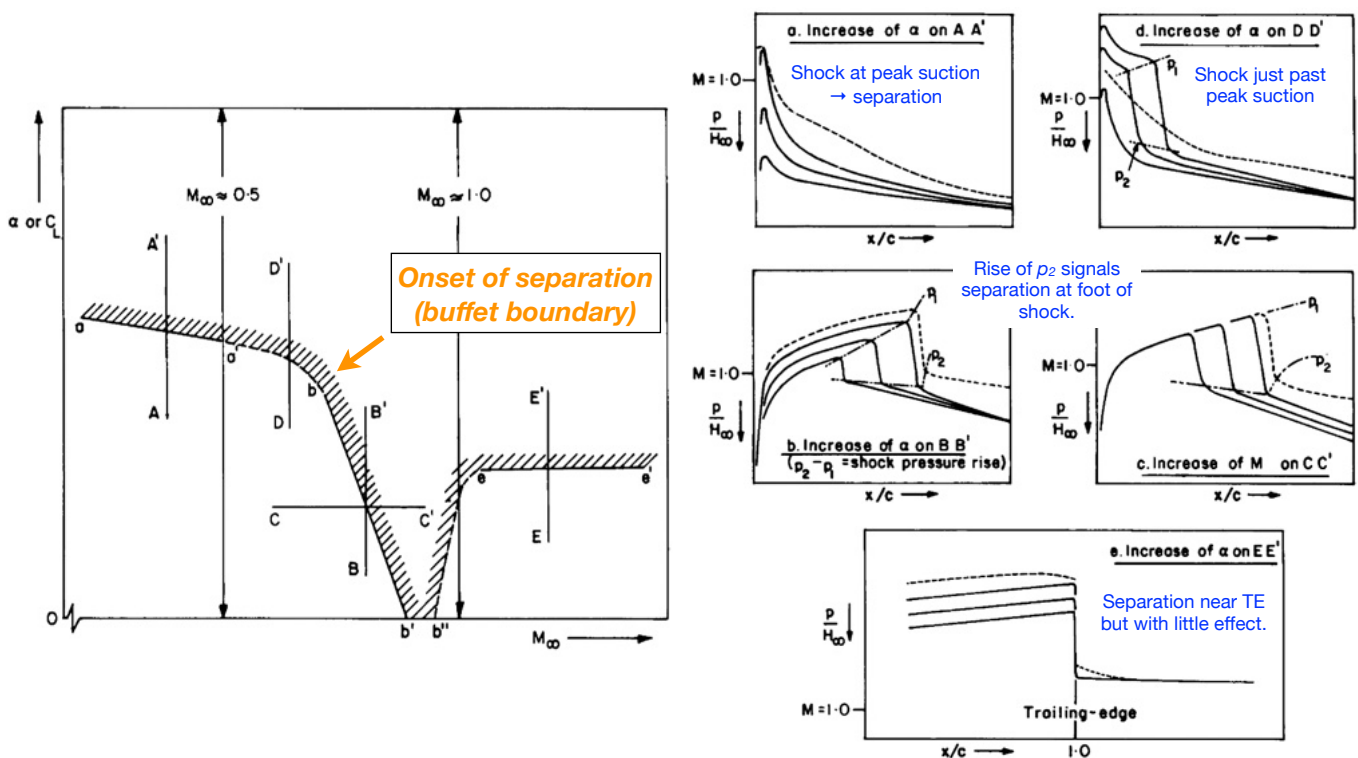 α or C_L
M∞ ≈ 0·5
M∞ ≈ 1·0
A'
D'
Onset of separation
(buffet boundary)
a
a'
b
A
D
B'
E'
e
e'
C
C'
E
B
O
b'
b"
M∞
a. Increase of α on A A'
M = 1·0
Shock at peak suction
→ separation
p
H∞
x/c
d. Increase of α on D D'
P₁
Shock just past
peak suction
M = 1·0
p
H∞
P₂
x/c
Rise of p₂ signals
separation at foot of
shock.
P₁
M = 1·0
P₂
p
H∞
b. Increase of α on B B'
(p₂ - p₁ = shock pressure rise)
x/c
P₁
M = 1·0
P₂
p
H∞
c. Increase of M on C C'
x/c
e. Increase of α on E E'
p
H∞
Separation near TE
but with little effect.
M = 1·0
Trailing-edge
x/c
1·0